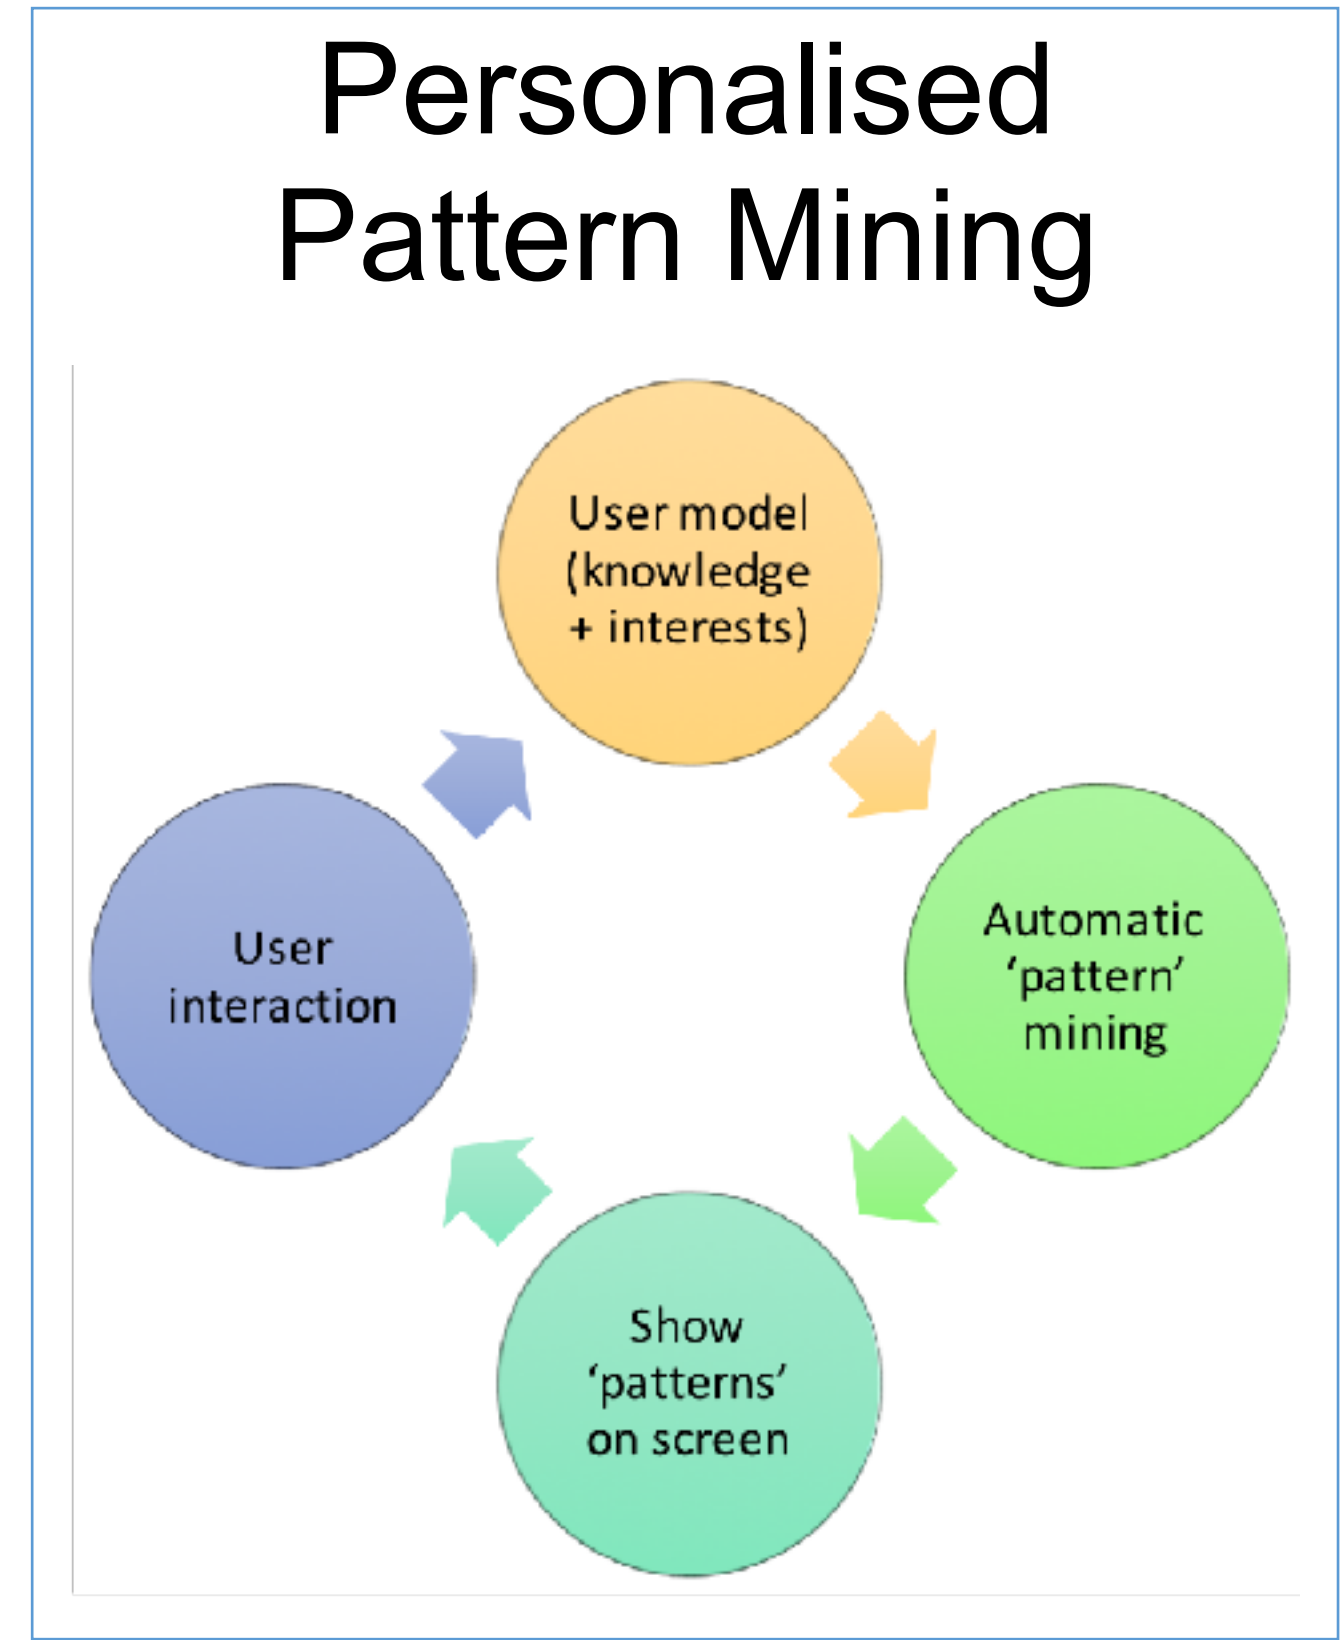 Personalised
Pattern Mining
User model
(knowledge
+ interests)
Automatic
‘pattern’
mining
Show
‘patterns’
on screen
User
interaction